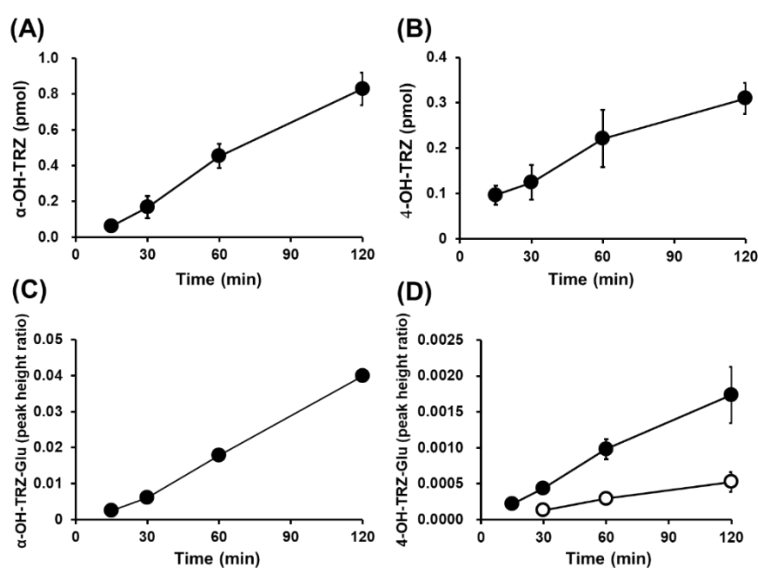 (A)
α-OH-TRZ (pmol)
1.0
0.8
0.6
0.4
0.2
0.0
0 30 60 90 120
Time (min)
(B)
4-OH-TRZ (pmol)
0.4
0.3
0.2
0.1
0.0
0 30 60 90 120
Time (min)
(C)
α-OH-TRZ-Glu (peak height ratio)
0.05
0.04
0.03
0.02
0.01
0
0 30 60 90 120
Time (min)
(D)
4-OH-TRZ-Glu (peak height ratio)
0.0025
0.0020
0.0015
0.0010
0.0005
0.0000
0 30 60 90 120
Time (min)